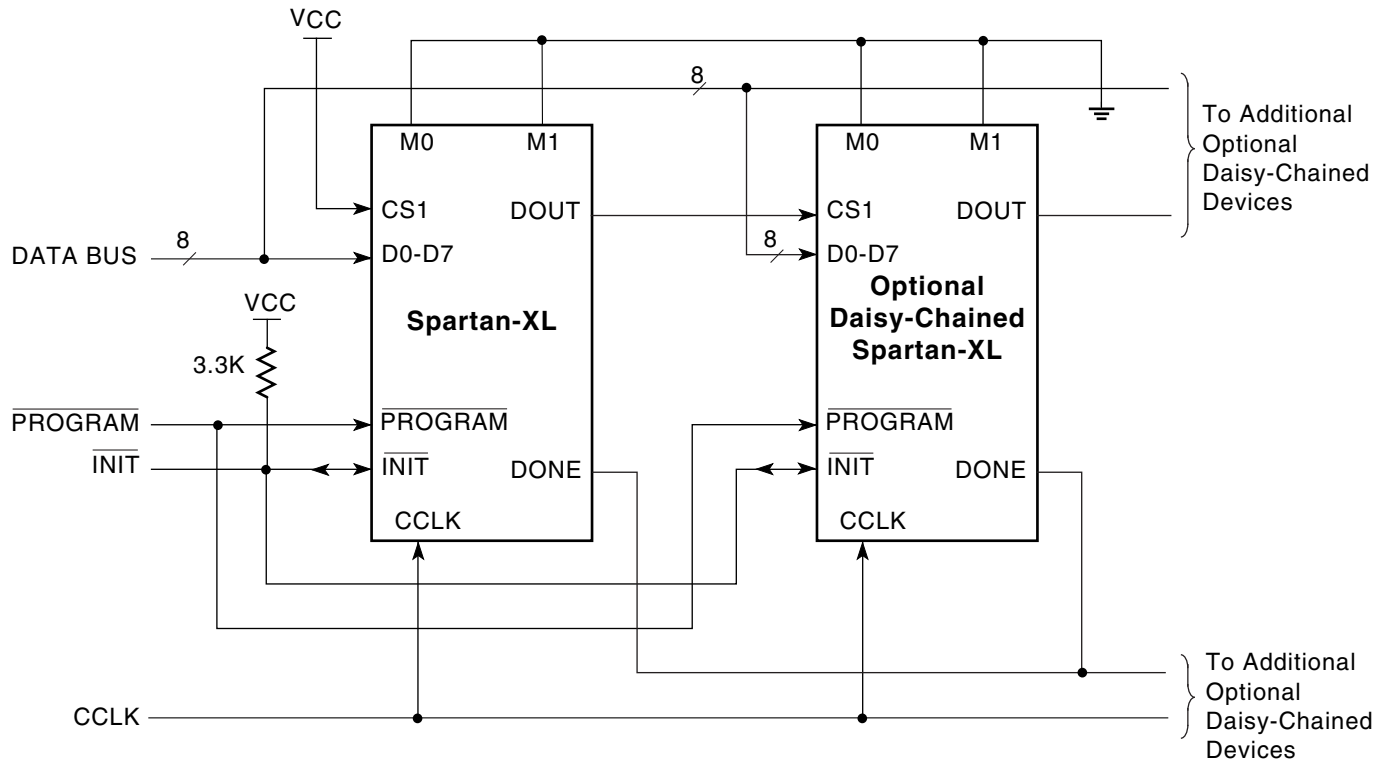 VCC
8
M0
M1
M0
M1
To Additional
Optional
Daisy-Chained
Devices
CS1
DOUT
CS1
DOUT
DATA BUS
8
D0-D7
8
D0-D7
VCC
3.3K
Spartan-XL
Optional
Daisy-Chained
Spartan-XL
PROGRAM
PROGRAM
PROGRAM
INIT
INIT
DONE
INIT
DONE
CCLK
CCLK
To Additional
Optional
Daisy-Chained
Devices
CCLK